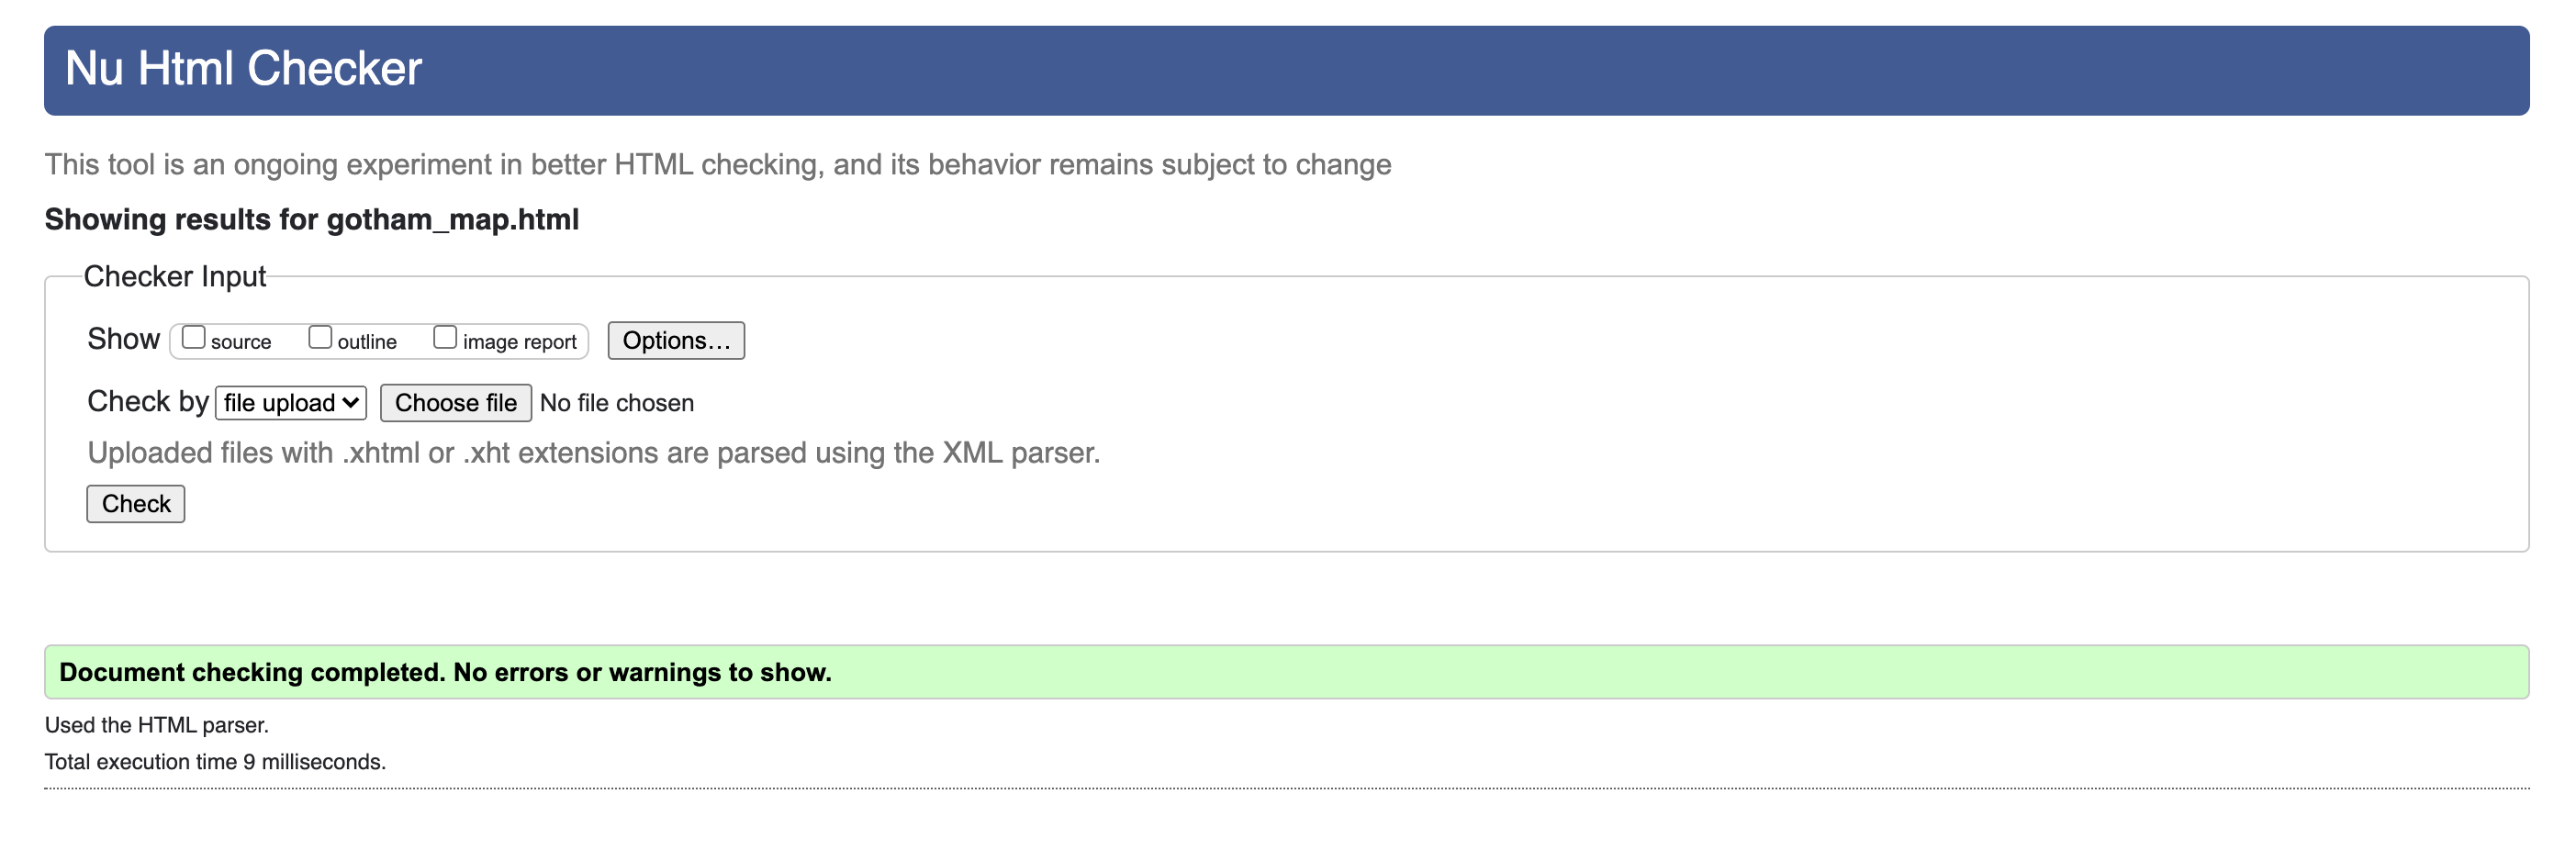 Nu Html Checker
This tool is an ongoing experiment in better HTML checking, and its behavior remains subject to change
Showing results for gotham_map.html
Checker Input
Show source outline image report Options...
Check by file upload Choose file No file chosen
Uploaded files with .xhtml or .xht extensions are parsed using the XML parser.
Check
Document checking completed. No errors or warnings to show.
Used the HTML parser.
Total execution time 9 milliseconds.